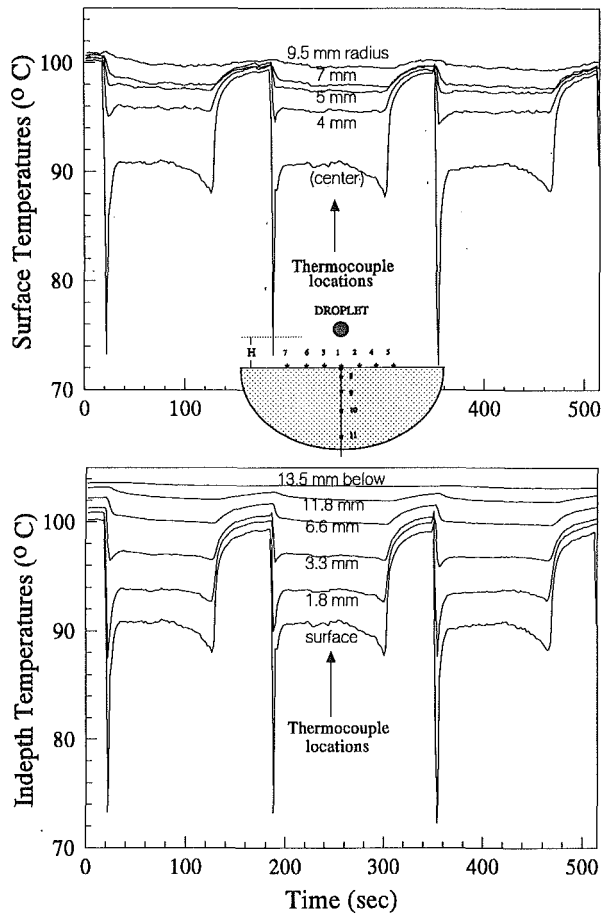 Surface Temperatures (° C)
100
90
80
70
9.5 mm radius
7 mm
5 mm
4 mm
(center)
Thermocouple
locations
DROPLET
H
7 6 3 1 2 4 5
8
9
10
11
0 100 400 500
Indepth Temperatures (° C)
100
90
80
70
13.5 mm below
11.8 mm
6.6 mm
3.3 mm
1.8 mm
surface
Thermocouple
locations
0 100 200 300 400 500
Time (sec)